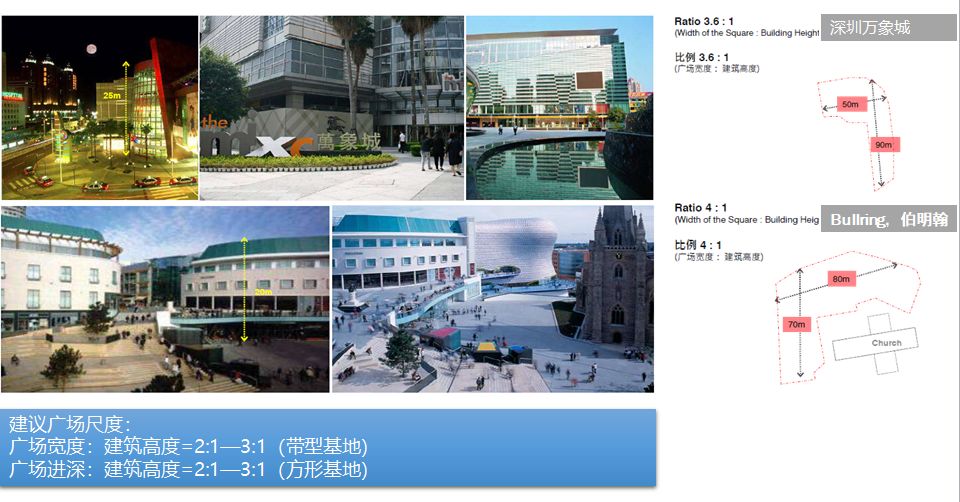 25m
the
mxc
萬象城
20m
Ratio 3.6 : 1
(Width of the Square : Building Height
深圳万象城
比例 3.6 : 1
(广场宽度 : 建筑高度)
50m
90m
Ratio 4 : 1
(Width of the Square : Building Heig
Bullring，伯明翰
比例 4 : 1
(广场宽度 : 建筑高度)
80m
70m
Church
建议广场尺度：
广场宽度：建筑高度=2:1—3:1（带型基地)
广场进深：建筑高度=2:1—3:1（方形基地)